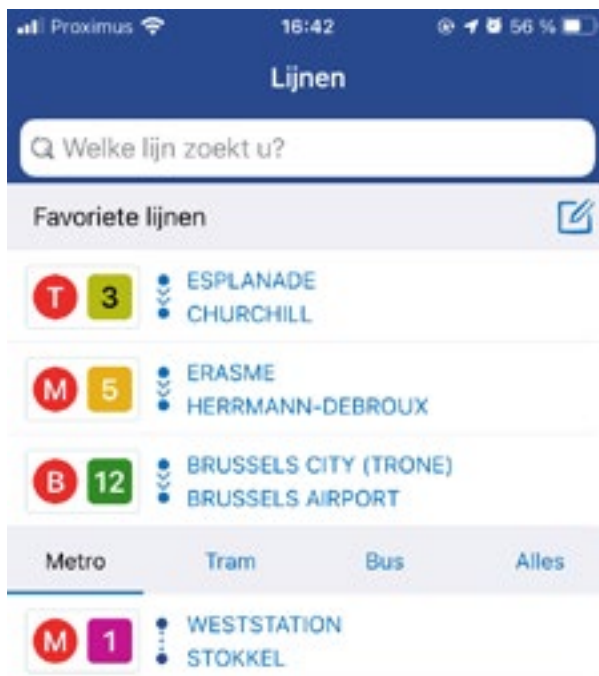 Proximus 16:42 56 %
Lijnen
Welke lijn zoekt u?
Favoriete lijnen
T 3 ESPLANADE
CHURCHILL
M 5 ERASME
HERRMANN-DEBROUX
B 12 BRUSSELS CITY (TRONE)
BRUSSELS AIRPORT
Metro Tram Bus Alles
M 1 WESTSTATION
STOKKEL